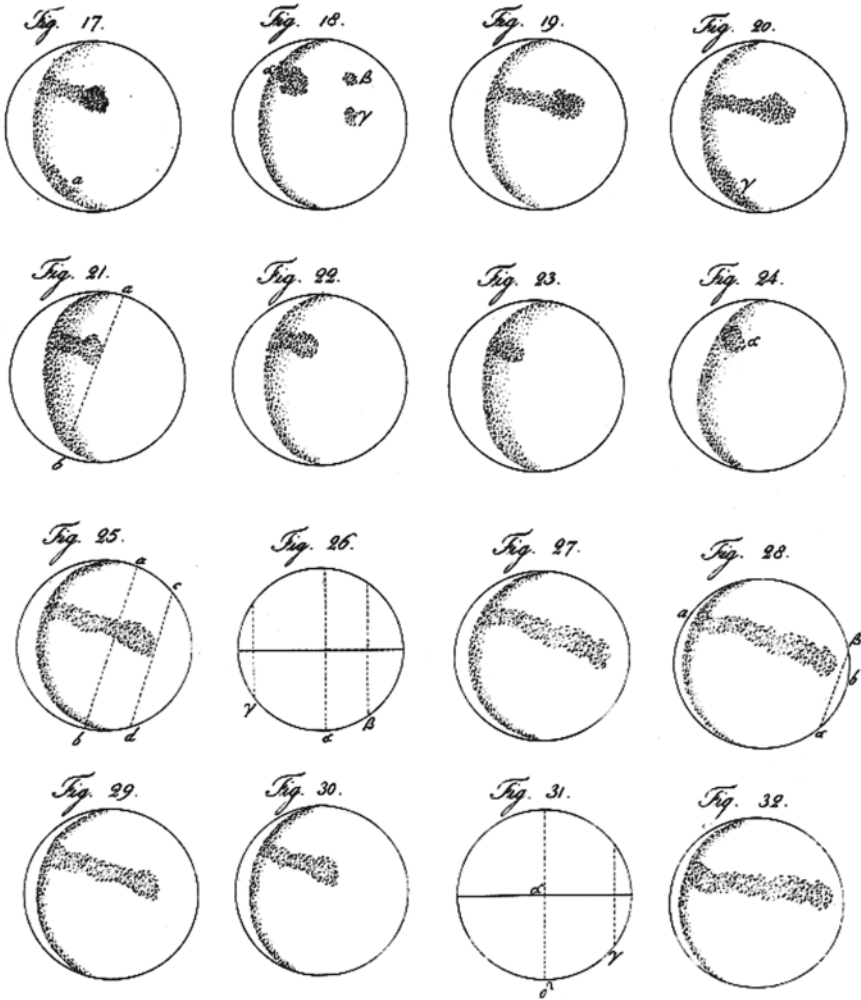 Fig. 17. Fig. 18. Fig. 19. Fig. 20.
α β
γ
a γ
Fig. 21. Fig. 22. Fig. 23. Fig. 24.
a
α
b
Fig. 25. Fig. 26. Fig. 27. Fig. 28.
a c
a β
b
γ α β α
b d
Fig. 29. Fig. 30. Fig. 31. Fig. 32.
α
γ